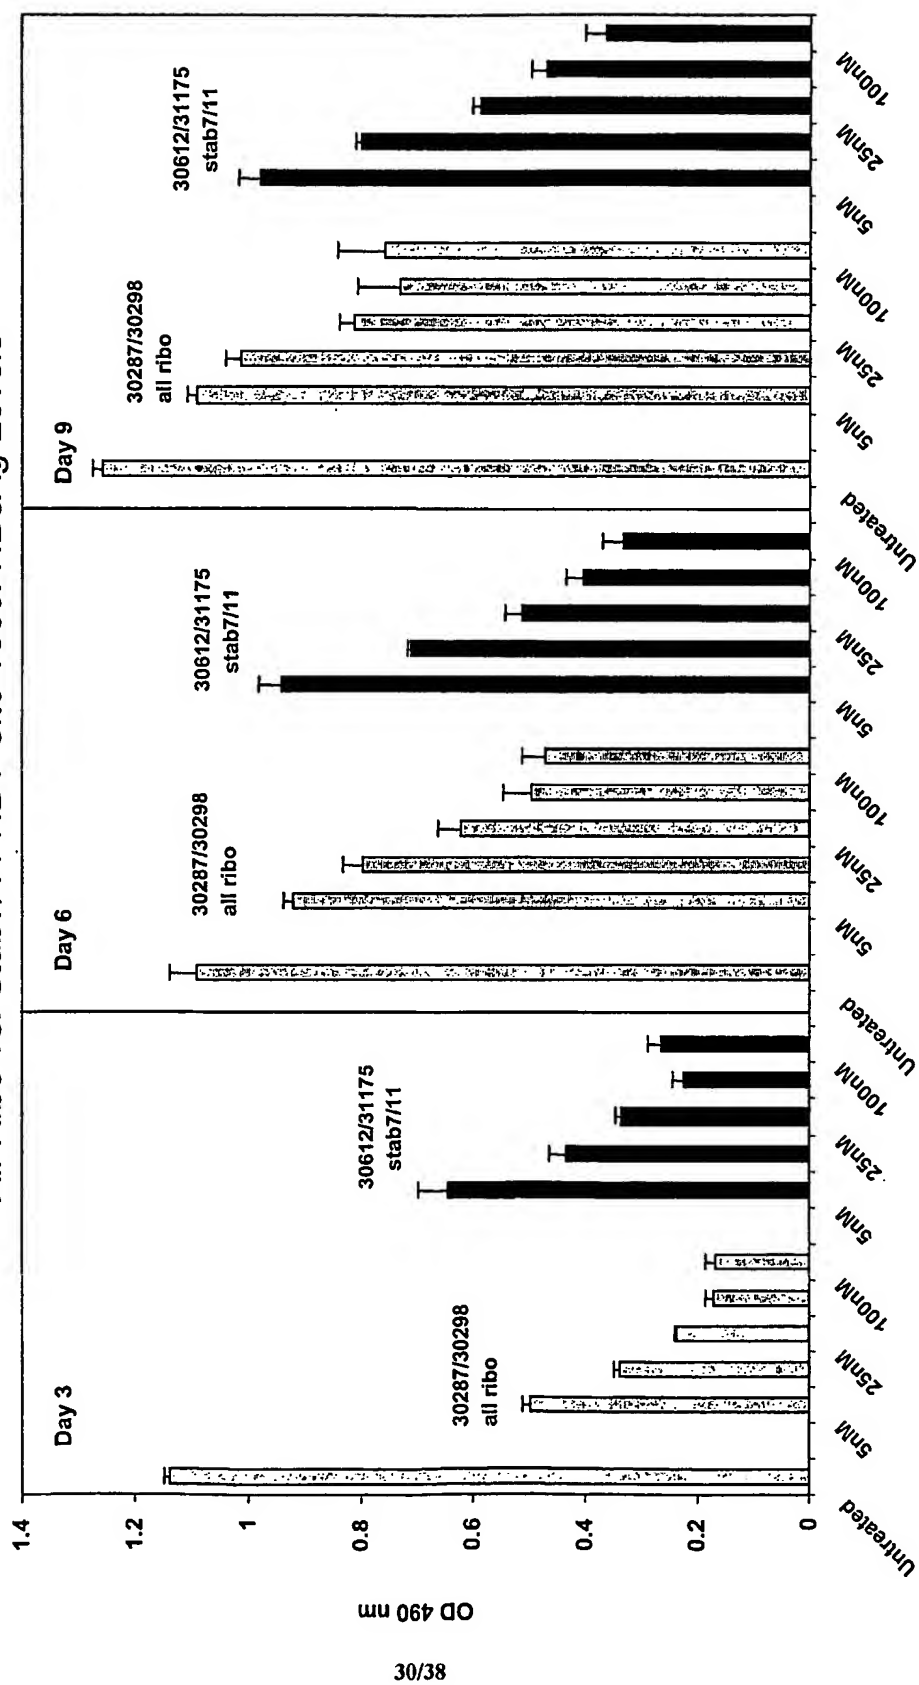 Day 3
Day 6
Day 9
30287/30298
all ribo
30612/31175
stab7/11
30287/30298
all ribo
30612/31175
stab7/11
30287/30298
all ribo
30612/31175
stab7/11
OD 490 nm
1.4
1.2
1
0.8
0.6
0.4
0.2
0
Untreated
5nM
25nM
100nM
5nM
25nM
100nM
Untreated
5nM
25nM
100nM
5nM
25nM
100nM
Untreated
5nM
25nM
100nM
5nM
25nM
100nM
30/38